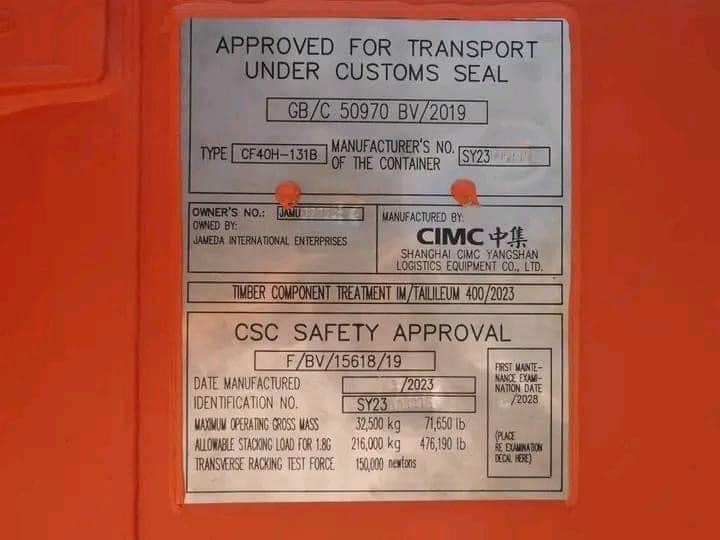 APPROVED FOR TRANSPORT
UNDER CUSTOMS SEAL
GB/C 50970 BV/2019
TYPE CF40H-131B MANUFACTURER'S NO. OF THE CONTAINER SY23
OWNER'S NO.: JAMU
OWNED BY:
JAMEDA INTERNATIONAL ENTERPRISES
MANUFACTURED BY:
CIMC 中集
SHANGHAI CIMC YANGSHAN
LOGISTICS EQUIPMENT CO., LTD.
TIMBER COMPONENT TREATMENT IM/TAILILEUM 400/2023
CSC SAFETY APPROVAL
F/BV/15618/19
DATE MANUFACTURED /2023
IDENTIFICATION NO. SY23
MAXIMUM OPERATING GROSS MASS 32,500 kg 71,650 lb
ALLOWABLE STACKING LOAD FOR 1.8G 216,000 kg 476,190 lb
TRANSVERSE RACKING TEST FORCE 150,000 newtons
FIRST MAINTE-
NANCE EXAMI-
NATION DATE
/2028
(PLACE
RE EXAMINATION
DECAL HERE)